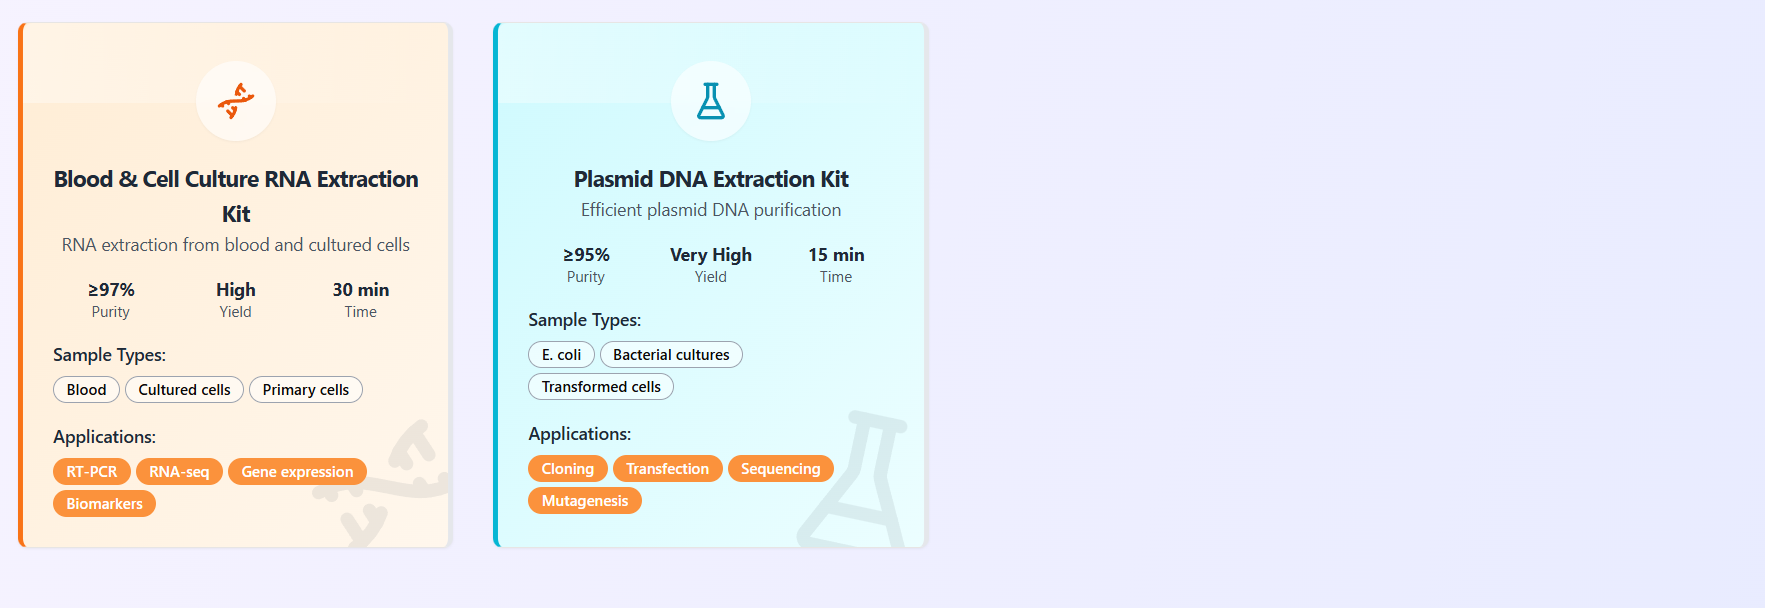 Blood & Cell Culture RNA Extraction
Kit
RNA extraction from blood and cultured cells
≥97% High 30 min
Purity Yield Time
Sample Types:
Blood Cultured cells Primary cells
Applications:
RT-PCR RNA-seq Gene expression
Biomarkers
Plasmid DNA Extraction Kit
Efficient plasmid DNA purification
≥95% Very High 15 min
Purity Yield Time
Sample Types:
E. coli Bacterial cultures
Transformed cells
Applications:
Cloning Transfection Sequencing
Mutagenesis